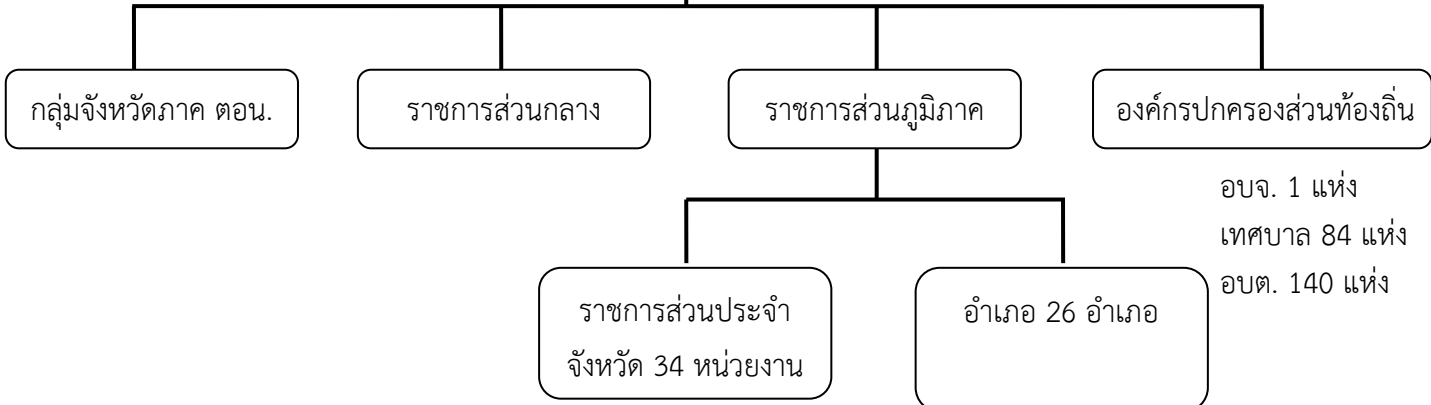 กลุ่มจังหวัดภาค ตอน.
ราชการส่วนกลาง
ราชการส่วนภูมิภาค
องค์กรปกครองส่วนท้องถิ่น
อบจ. 1 แห่ง
เทศบาล 84 แห่ง
อบต. 140 แห่ง
ราชการส่วนประจำ
จังหวัด 34 หน่วยงาน
อำเภอ 26 อำเภอ